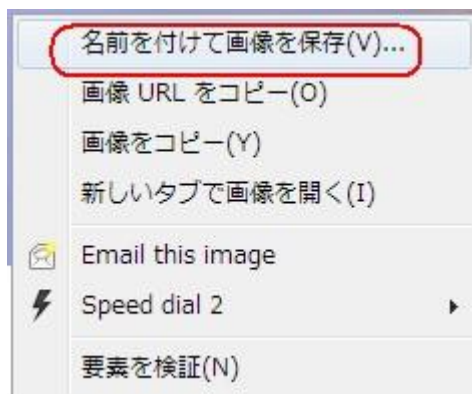 名前を付けて画像を保存(V)...
画像 URL をコピー(O)
画像をコピー(Y)
新しいタブで画像を開く(I)
Email this image
Speed dial 2
要素を検証(N)